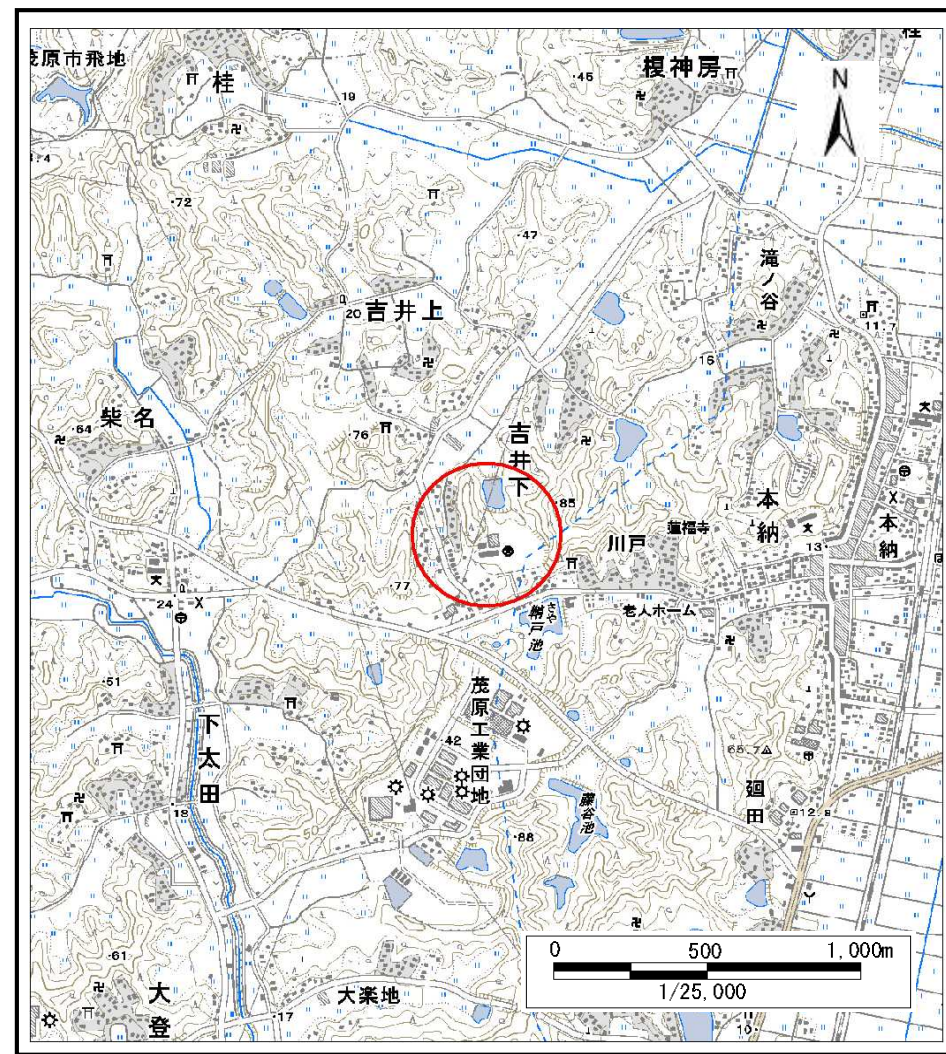 茂原市飛地
桂
榎神房
桂
N
19
45
72
47
吉井上
20
滝ノ谷
11.7
16
柴名
64
76
吉井下
85
本納
蓮福寺
川戸
13
本納
77
24
老人ホーム
さや
鞘戸池
51
下太田
茂原工業団地
42
65.7
廻田
藤谷池
18
12.9
88
61
大登
大楽地
17
10
0 500 1,000m
1/25,000